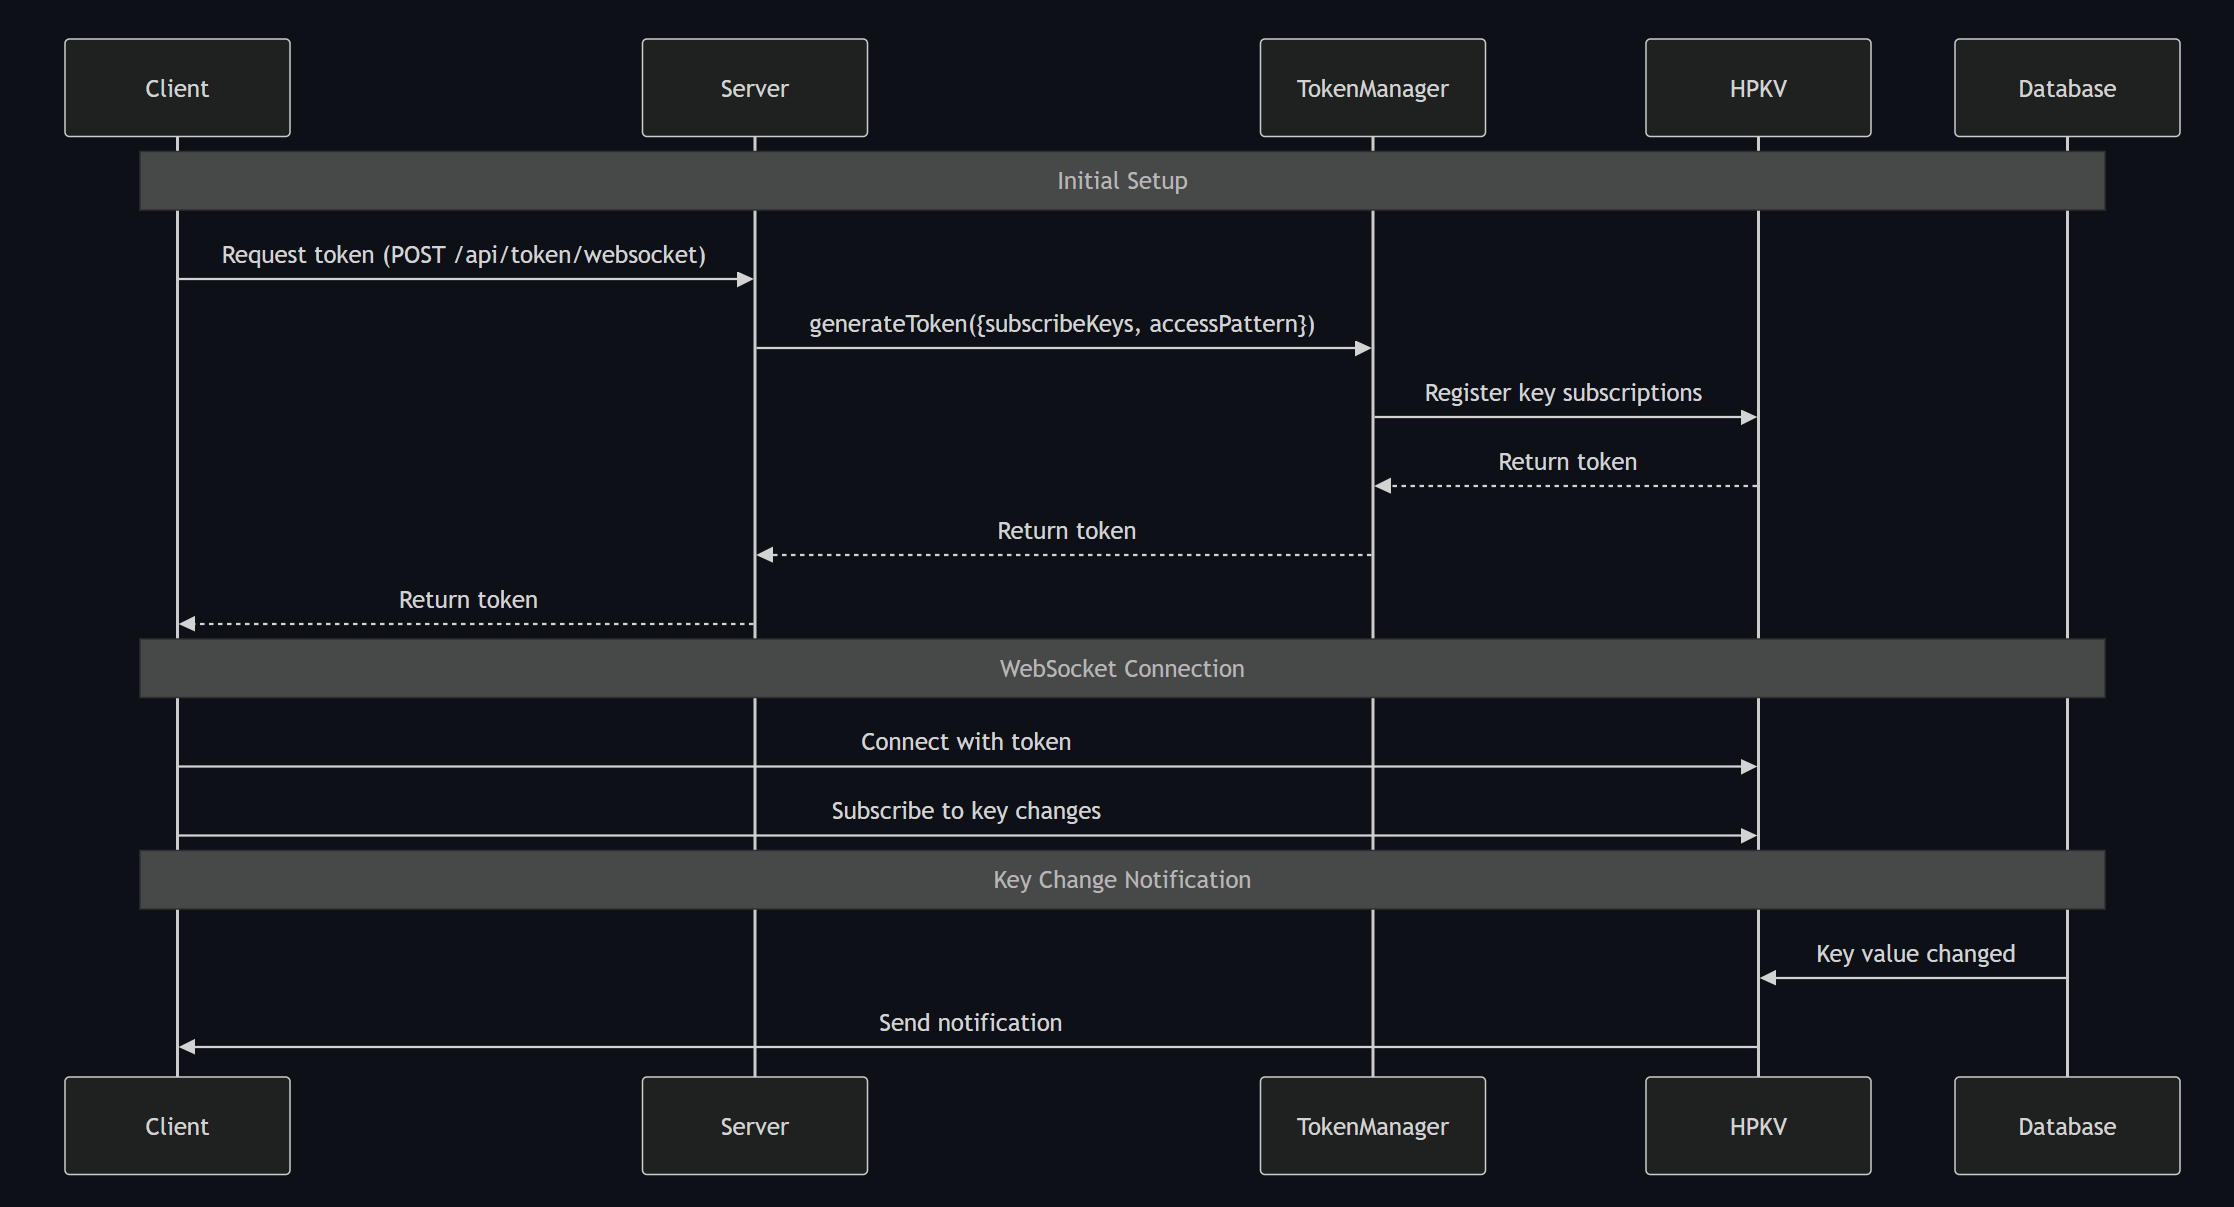 Client
Server
TokenManager
HPKV
Database
Initial Setup
Request token (POST /api/token/websocket)
generateToken({subscribeKeys, accessPattern})
Register key subscriptions
Return token
Return token
Return token
WebSocket Connection
Connect with token
Subscribe to key changes
Key Change Notification
Key value changed
Send notification
Client
Server
TokenManager
HPKV
Database